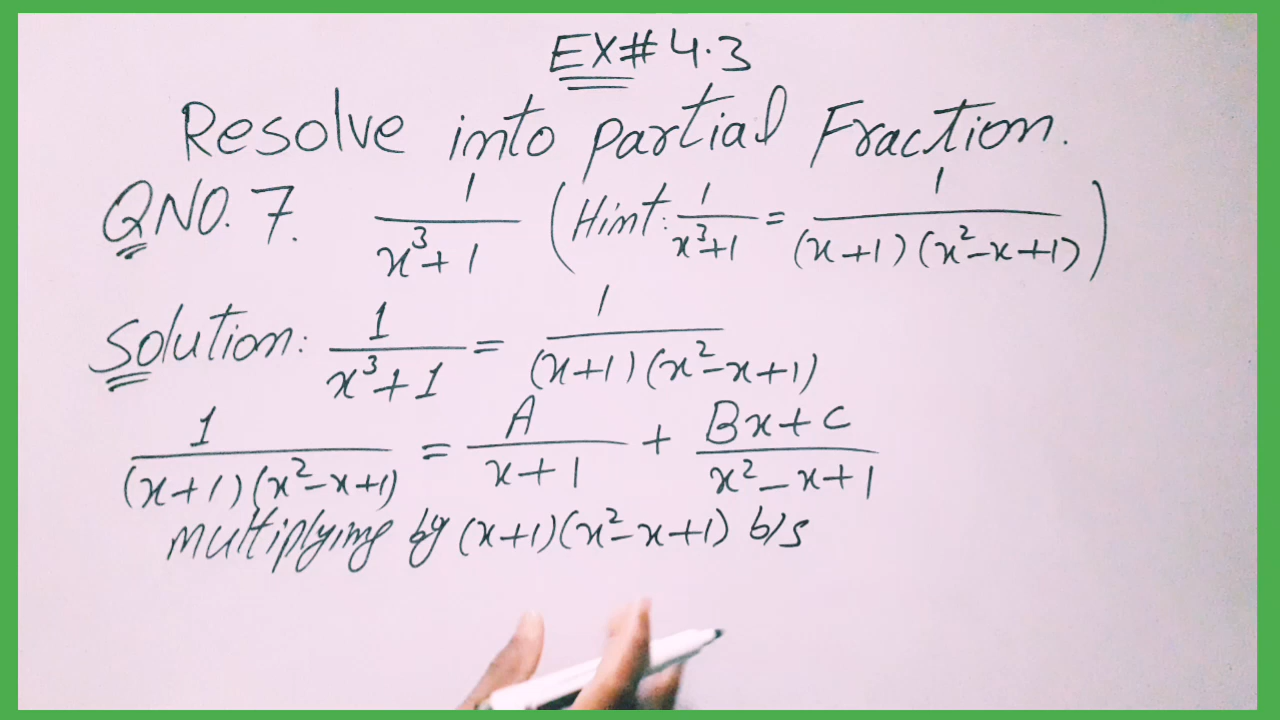 EX# 4.3
Resolve into partial Fraction.
QNO. 7. 1/(x³+1) (Hint: 1/(x³+1) = 1/((x+1)(x²-x+1)))
Solution: 1/(x³+1) = 1/((x+1)(x²-x+1))
1/((x+1)(x²-x+1)) = A/(x+1) + (Bx+C)/(x²-x+1)
multiplying by (x+1)(x²-x+1) b/s